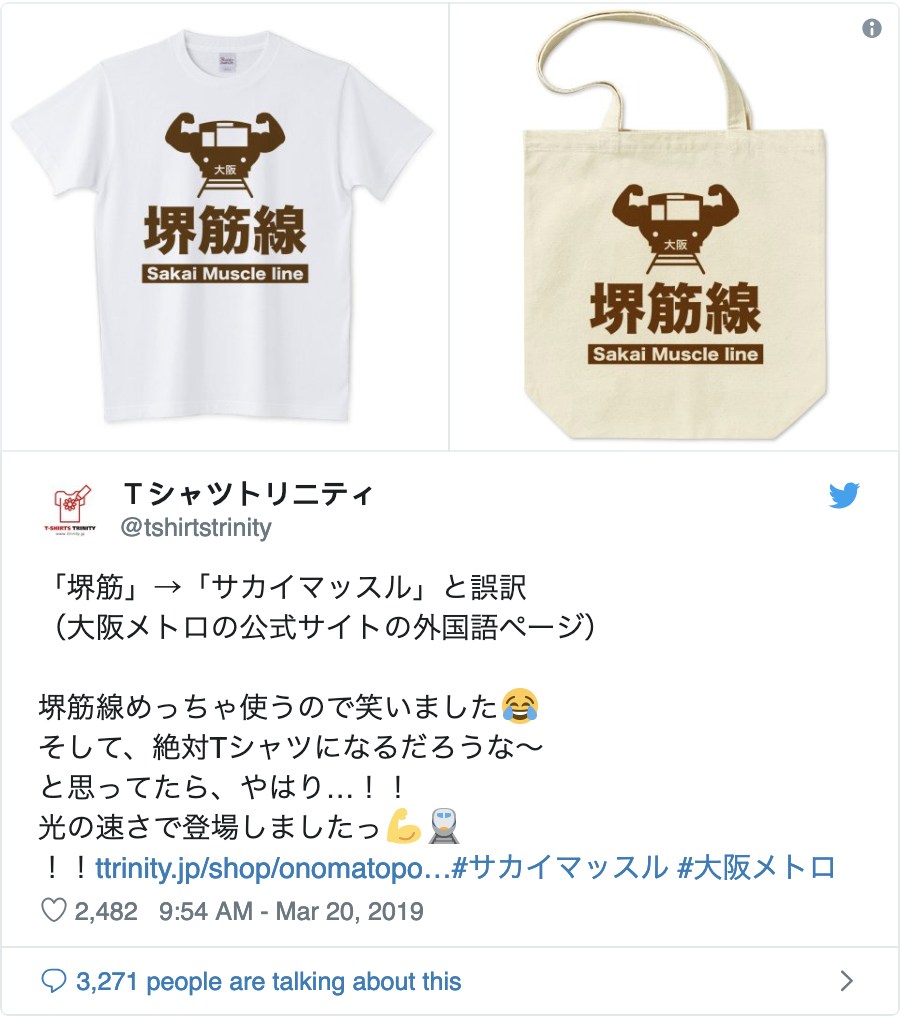 大阪
堺筋線
Sakai Muscle line
大阪
堺筋線
Sakai Muscle line
T-SHIRTS TRINITY
www.ttrinity.jp
Tシャツトリニティ
@tshirtstrinity
「堺筋」→「サカイマッスル」と誤訳
（大阪メトロの公式サイトの外国語ページ）
堺筋線めっちゃ使うので笑いました😂
そして、絶対Tシャツになるだろうな〜
と思ってたら、やはり…！！
光の速さで登場しましたっ💪🚆
！！ttrinity.jp/shop/onomatopo…#サカイマッスル #大阪メトロ
2,482 9:54 AM - Mar 20, 2019
3,271 people are talking about this